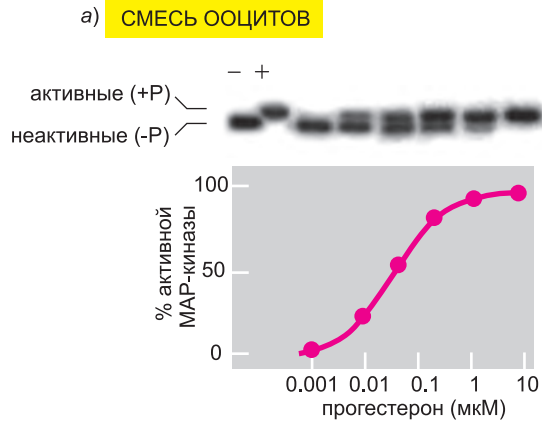 а) СМЕСЬ ООЦИТОВ
– +
активные (+Р)
неактивные (-Р)
% активной
МАР-киназы
100
50
0
0.001 0.01 0.1 1 10
прогестерон (мкМ)